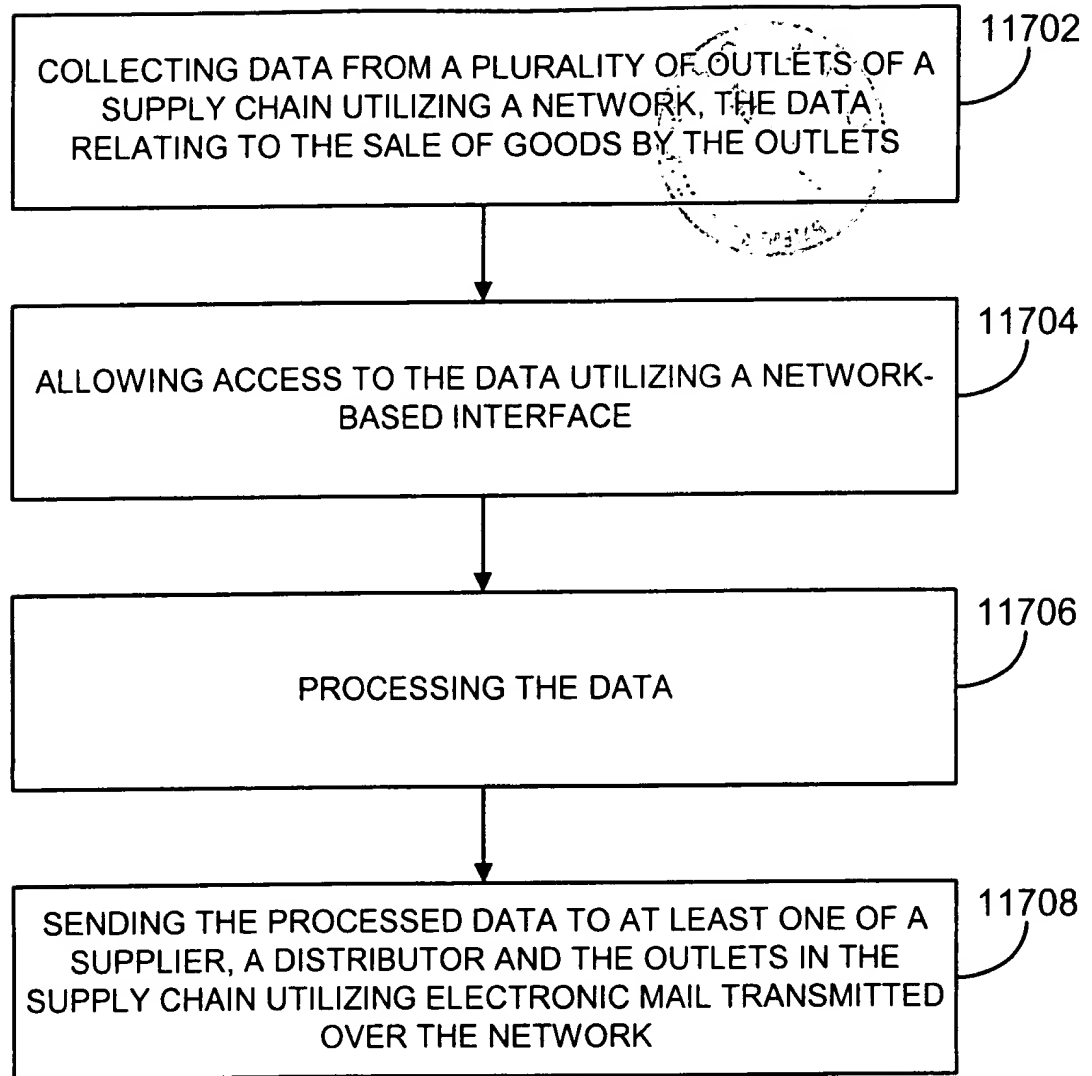 11702
COLLECTING DATA FROM A PLURALITY OF OUTLETS OF A
SUPPLY CHAIN UTILIZING A NETWORK, THE DATA
RELATING TO THE SALE OF GOODS BY THE OUTLETS
11704
ALLOWING ACCESS TO THE DATA UTILIZING A NETWORK-
BASED INTERFACE
11706
PROCESSING THE DATA
11708
SENDING THE PROCESSED DATA TO AT LEAST ONE OF A
SUPPLIER, A DISTRIBUTOR AND THE OUTLETS IN THE
SUPPLY CHAIN UTILIZING ELECTRONIC MAIL TRANSMITTED
OVER THE NETWORK